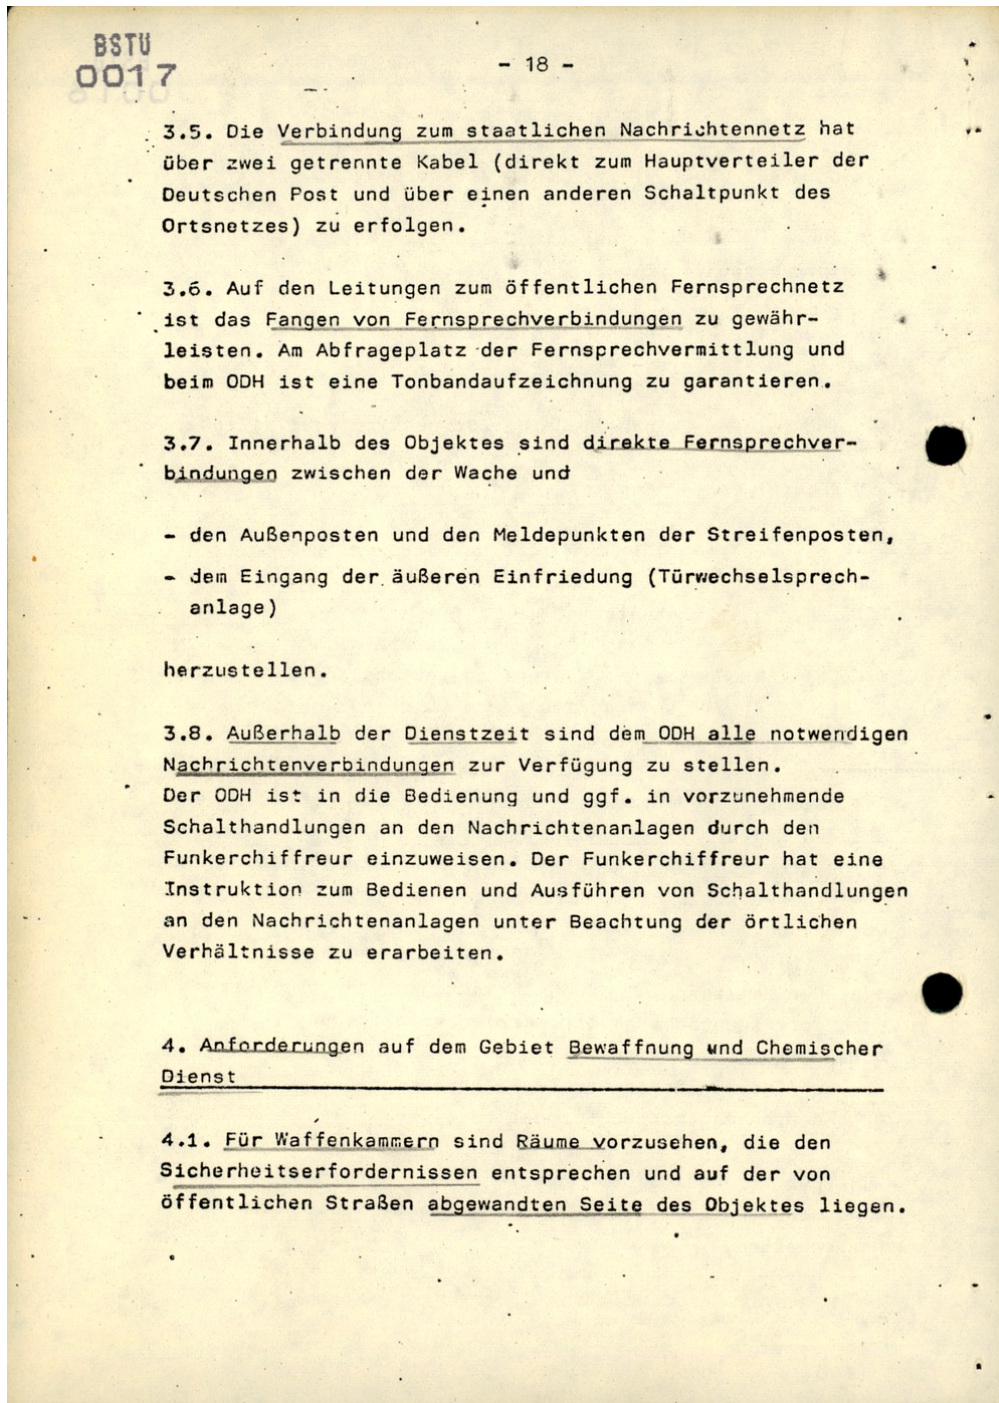 BSTU
0017
- 18 -
3.5. Die Verbindung zum staatlichen Nachrichtennetz hat
über zwei getrennte Kabel (direkt zum Hauptverteiler der
Deutschen Post und über einen anderen Schaltpunkt des
Ortsnetzes) zu erfolgen.
3.6. Auf den Leitungen zum öffentlichen Fernsprechnetz
ist das Fangen von Fernsprechverbindungen zu gewähr-
leisten. Am Abfrageplatz der Fernsprechvermittlung und
beim ODH ist eine Tonbandaufzeichnung zu garantieren.
3.7. Innerhalb des Objektes sind direkte Fernsprechver-
bindungen zwischen der Wache und
- den Außenposten und den Meldepunkten der Streifenposten,
- dem Eingang der äußeren Einfriedung (Türwechselsprech-
anlage)
herzustellen.
3.8. Außerhalb der Dienstzeit sind dem ODH alle notwendigen
Nachrichtenverbindungen zur Verfügung zu stellen.
Der ODH ist in die Bedienung und ggf. in vorzunehmende
Schalthandlungen an den Nachrichtenanlagen durch den
Funkerchiffreur einzuweisen. Der Funkerchiffreur hat eine
Instruktion zum Bedienen und Ausführen von Schalthandlungen
an den Nachrichtenanlagen unter Beachtung der örtlichen
Verhältnisse zu erarbeiten.
4. Anforderungen auf dem Gebiet Bewaffnung und Chemischer
Dienst
4.1. Für Waffenkammern sind Räume vorzusehen, die den
Sicherheitserfordernissen entsprechen und auf der von
öffentlichen Straßen abgewandten Seite des Objektes liegen.